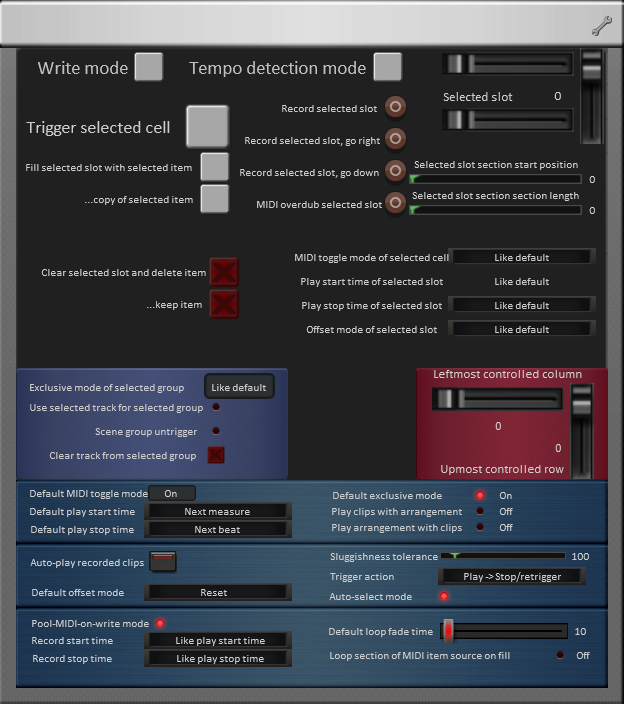 Write mode
Tempo detection mode
Selected slot 0
Record selected slot
Trigger selected cell
Record selected slot, go right
Fill selected slot with selected item
Record selected slot, go down
Selected slot section start position
0
...copy of selected item
MIDI overdub selected slot
Selected slot section section length
0
Clear selected slot and delete item
...keep item
MIDI toggle mode of selected cell Like default
Play start time of selected slot Like default
Play stop time of selected slot Like default
Offset mode of selected slot Like default
Exclusive mode of selected group Like default
Use selected track for selected group
Scene group untrigger
Clear track from selected group
Leftmost controlled column
0
0
Upmost controlled row
Default MIDI toggle mode On
Default play start time Next measure
Default play stop time Next beat
Default exclusive mode On
Play clips with arrangement Off
Play arrangement with clips Off
Auto-play recorded clips
Default offset mode Reset
Sluggishness tolerance 100
Trigger action Play->Stop/retrigger
Auto-select mode
Pool-MIDI-on-write mode
Record start time Like play start time
Record stop time Like play stop time
Default loop fade time 10
Loop section of MIDI item source on fill Off